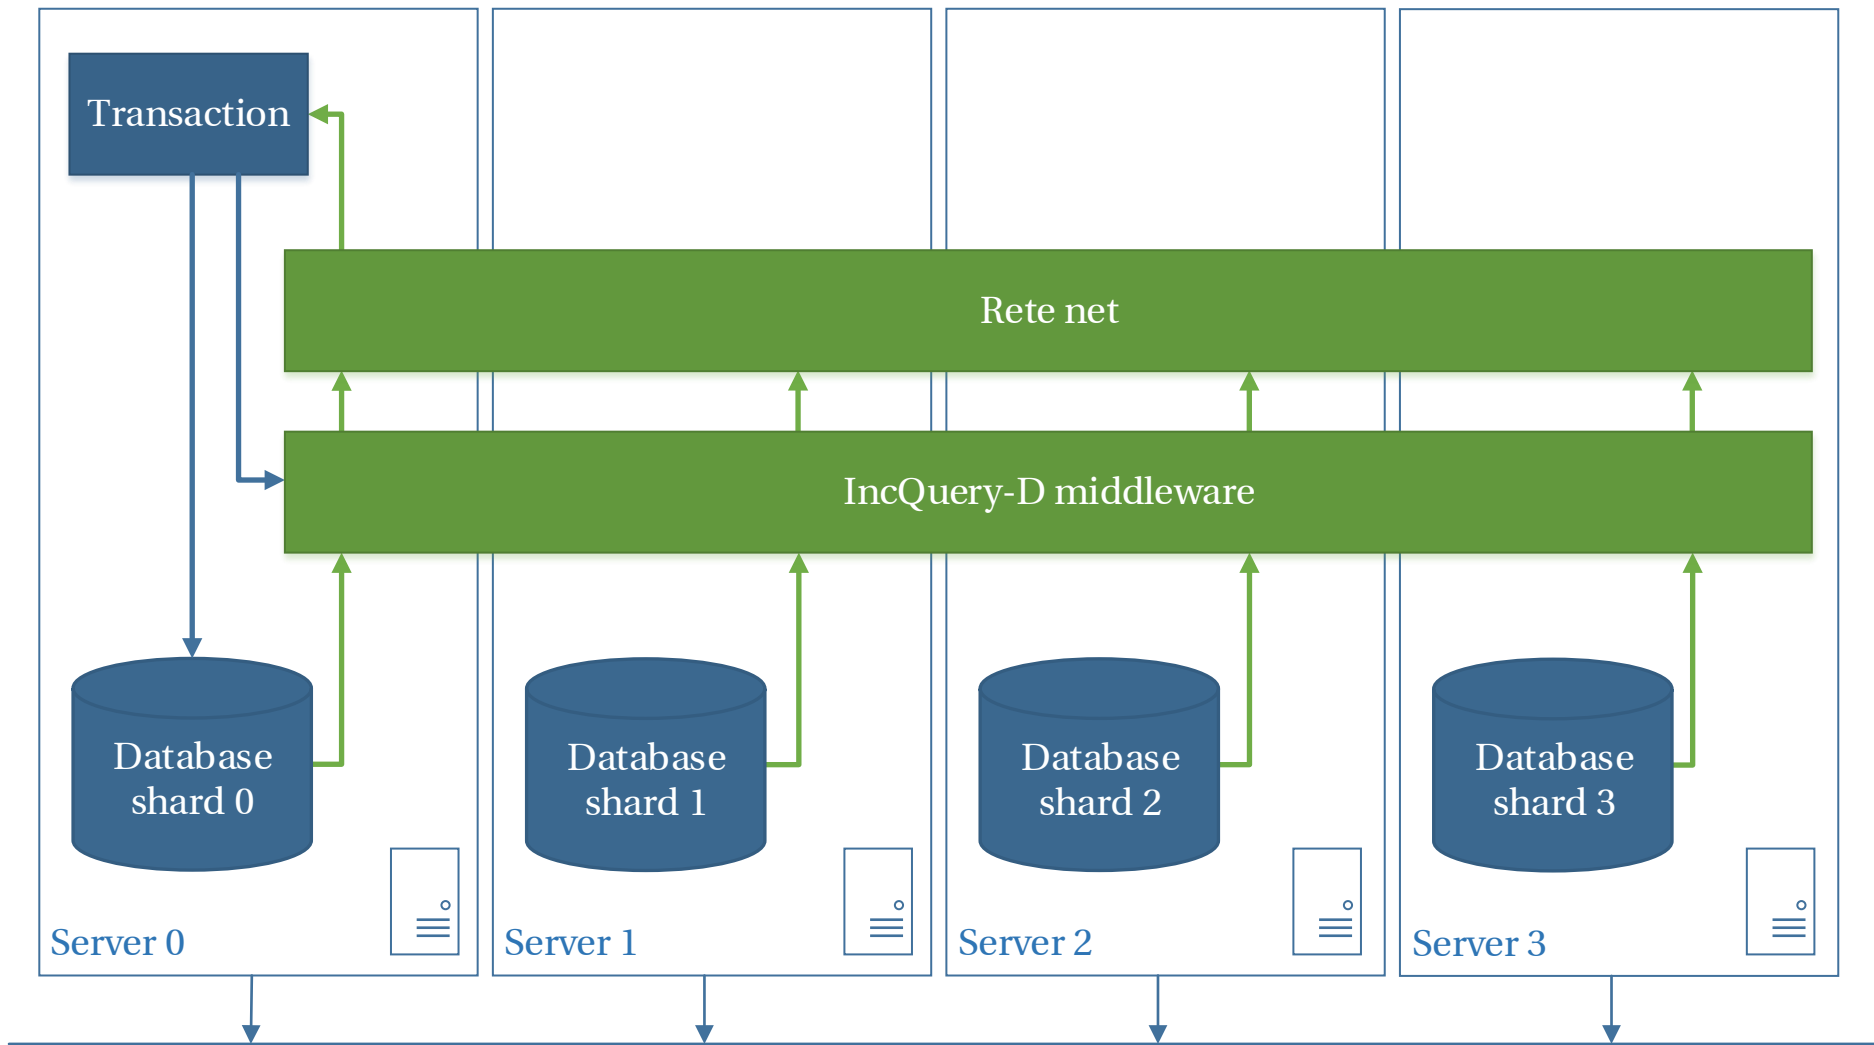 Transaction
Rete net
IncQuery-D middleware
Database
shard 0
Database
shard 1
Database
shard 2
Database
shard 3
Server 0
Server 1
Server 2
Server 3